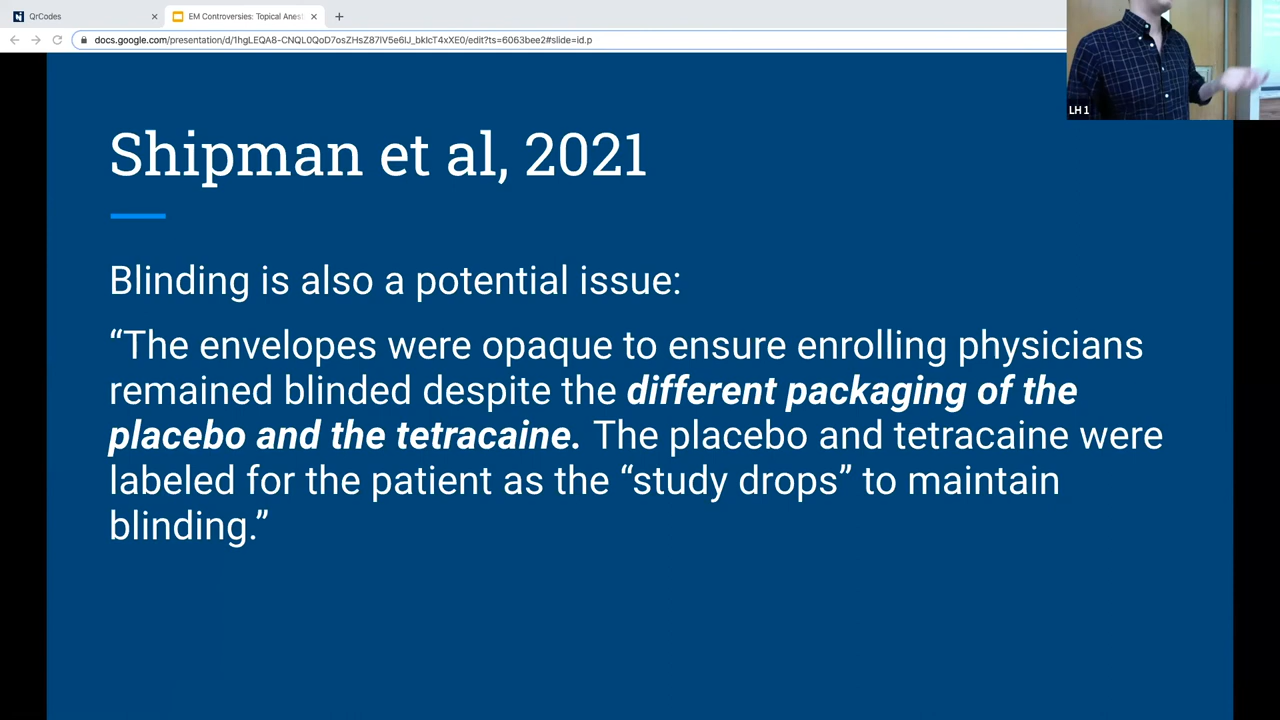 QrCodes
EM Controversies: Topical Anest
docs.google.com/presentation/d/1hgLEQA8-CNQL0QoD7osZHsZ87lV5e6IJ_bkIcT4xXE0/edit?ts=6063bee2#slide=id.p
LH 1
Shipman et al, 2021
Blinding is also a potential issue:
“The envelopes were opaque to ensure enrolling physicians
remained blinded despite the different packaging of the
placebo and the tetracaine. The placebo and tetracaine were
labeled for the patient as the “study drops” to maintain
blinding.”